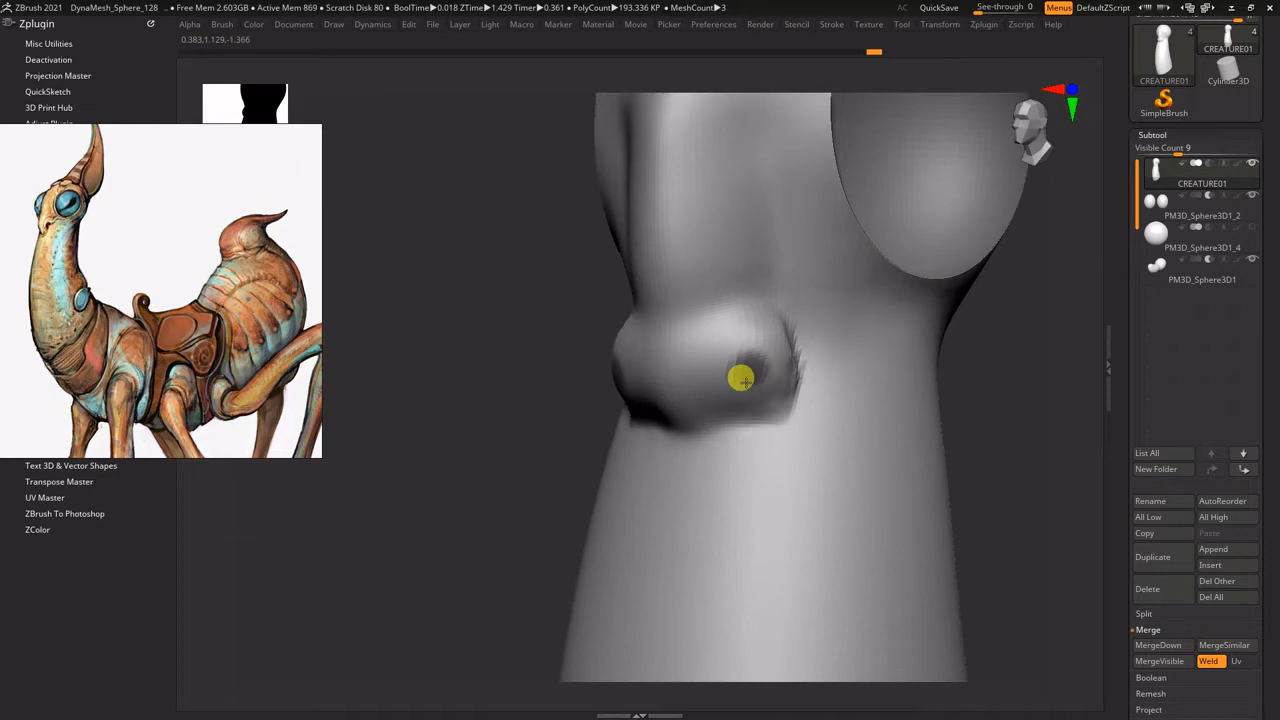 ZBrush 2021 DynaMesh_Sphere_128 • Free Mem 2.603GB • Active Mem 869 • Scratch Disk 80 • BoolTime▶0.018 ZTime▶1.429 Timer▶0.361 • PolyCount▶193.336 KP • MeshCount▶3 AC QuickSave See-through 0 Menus DefaultZScript
Zplugin Alpha Brush Color Document Draw Dynamics Edit File Layer Light Macro Marker Material Movie Picker Preferences Render Stencil Stroke Texture Tool Transform Zplugin Zscript Help
0.383,1.129,-1.366
Misc Utilities
Deactivation
Projection Master
QuickSketch
3D Print Hub
Text 3D & Vector Shapes
Transpose Master
UV Master
ZBrush To Photoshop
ZColor
4 4
CREATURE01
CREATURE01 Cylinder3D
SimpleBrush
Subtool
Visible Count 9
CREATURE01
PM3D_Sphere3D1_2
PM3D_Sphere3D1_4
PM3D_Sphere3D1
List All
New Folder
Rename AutoReorder
All Low All High
Copy Paste
Duplicate Append
Insert
Delete Del Other
Del All
Split
Merge
MergeDown MergeSimilar
MergeVisible Weld Uv
Boolean
Remesh
Project